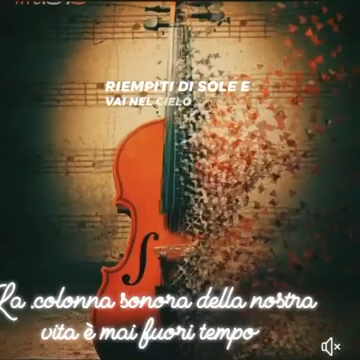 RIEMPITI DI SOLE E
VAI NEL CIELO
La .colonna sonora della nostra
vita è mai fuori tempo